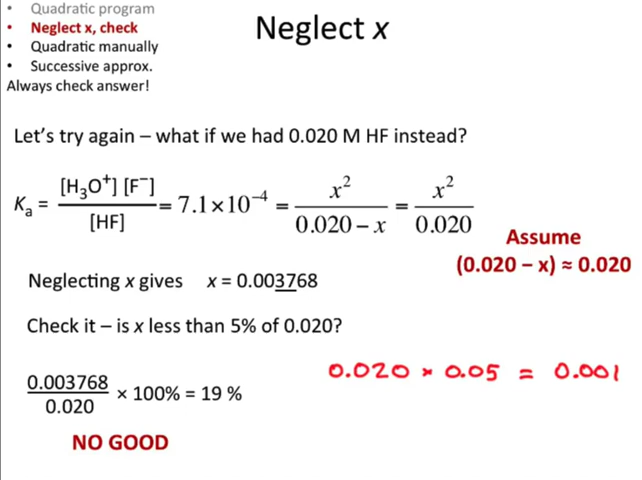 • Quadratic program
• Neglect x, check
• Quadratic manually
• Successive approx.
Always check answer!
Neglect x
Let's try again – what if we had 0.020 M HF instead?
Kₐ = [H₃O⁺] [F⁻] / [HF] = 7.1 × 10⁻⁴ = x² / 0.020 – x = x² / 0.020
Assume
(0.020 – x) ≈ 0.020
Neglecting x gives x = 0.003768
Check it – is x less than 5% of 0.020?
0.020 × 0.05 = 0.001
0.003768 / 0.020 × 100% = 19 %
NO GOOD